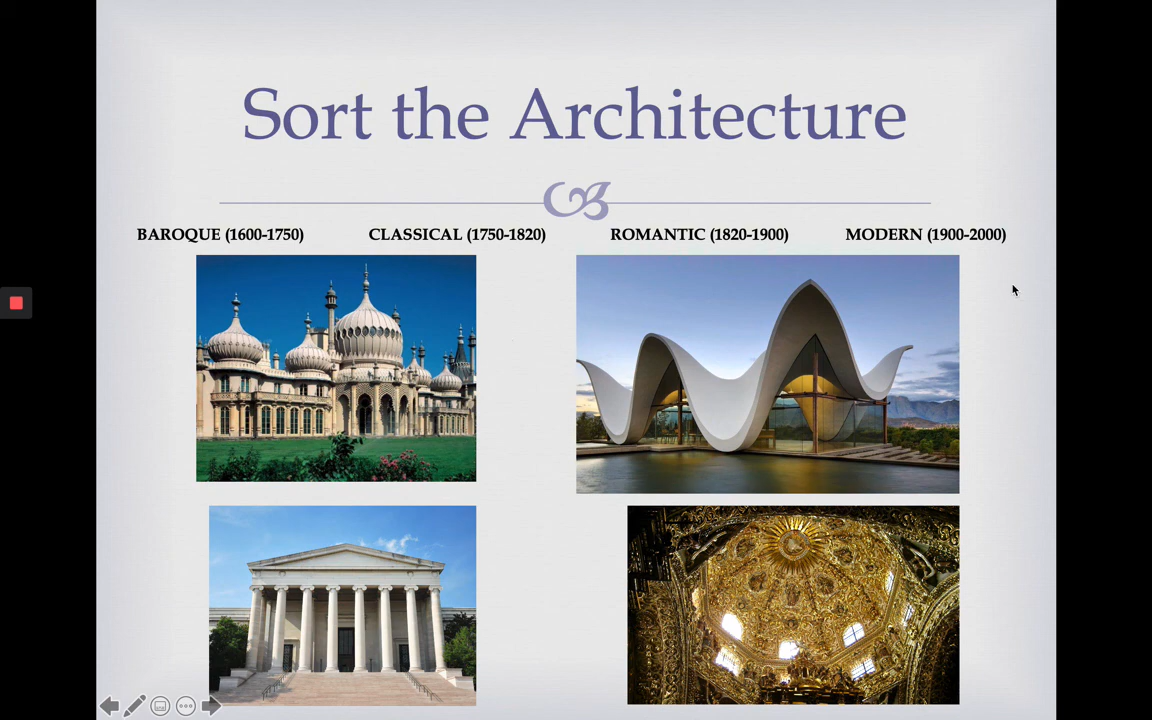 Sort the Architecture
BAROQUE (1600-1750) CLASSICAL (1750-1820) ROMANTIC (1820-1900) MODERN (1900-2000)